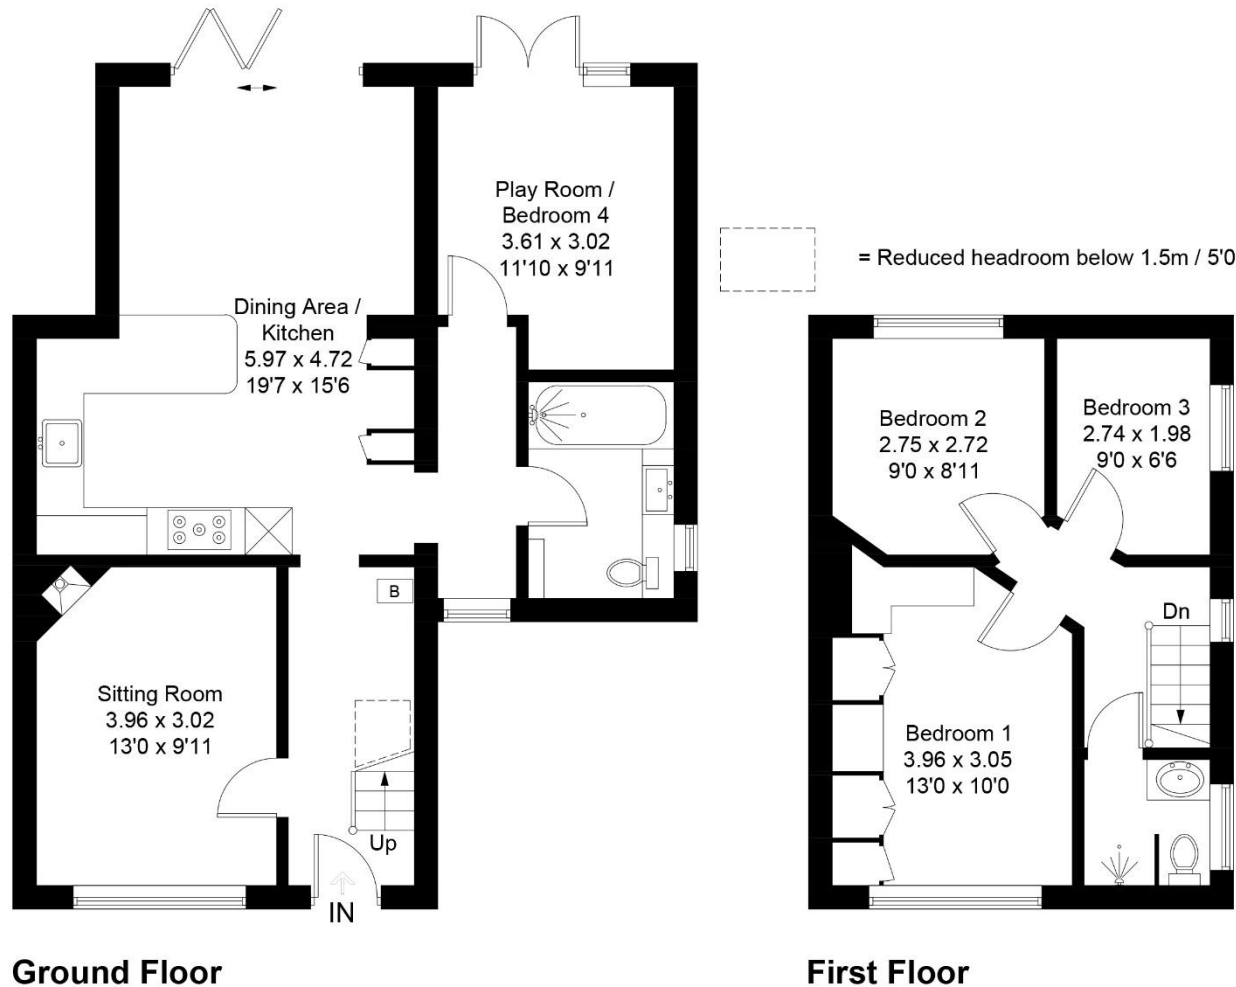 Play Room /
Bedroom 4
3.61 x 3.02
11'10 x 9'11
= Reduced headroom below 1.5m / 5'0
Dining Area /
Kitchen
5.97 x 4.72
19'7 x 15'6
Bedroom 2
2.75 x 2.72
9'0 x 8'11
Bedroom 3
2.74 x 1.98
9'0 x 6'6
B
Dn
Sitting Room
3.96 x 3.02
13'0 x 9'11
Bedroom 1
3.96 x 3.05
13'0 x 10'0
Up
IN
Ground Floor
First Floor